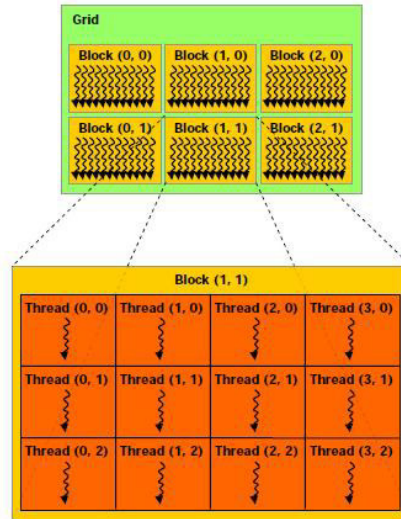 Grid
Block (0, 0) Block (1, 0) Block (2, 0)
Block (0, 1) Block (1, 1) Block (2, 1)
Block (1, 1)
Thread (0, 0) Thread (1, 0) Thread (2, 0) Thread (3, 0)
Thread (0, 1) Thread (1, 1) Thread (2, 1) Thread (3, 1)
Thread (0, 2) Thread (1, 2) Thread (2, 2) Thread (3, 2)